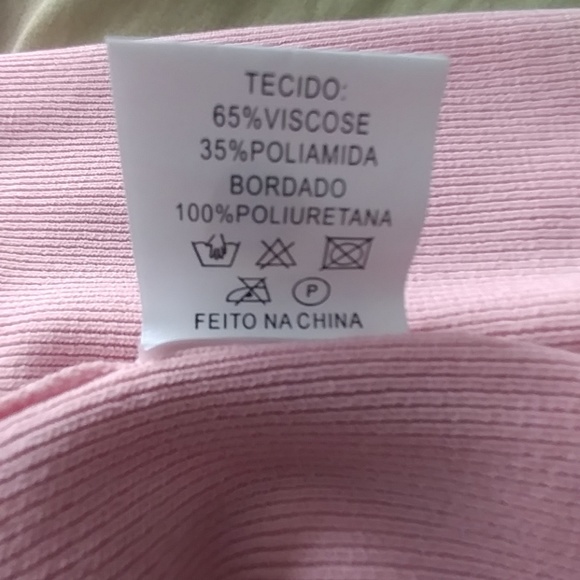 TECIDO:
65%VISCOSE
35%POLIAMIDA
BORDADO
100%POLIURETANA
P
FEITO NA CHINA